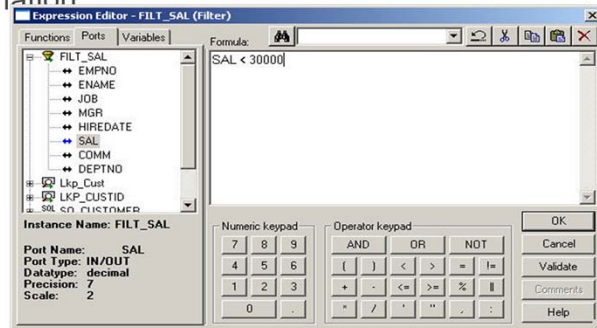 Expression Editor - FILT_SAL (Filter)
Functions Ports Variables
Formula:
FILT_SAL
EMPNO
ENAME
JOB
MGR
HIREDATE
SAL
COMM
DEPTNO
Lkp_Cust
LKP_CUSTID
SQ_CUSTOMER
SAL < 30000
Instance Name: FILT_SAL
Port Name: SAL
Port Type: IN/OUT
Datatype: decimal
Precision: 7
Scale: 2
Numeric keypad
7 8 9
4 5 6
1 2 3
0 .
Operator keypad
AND OR NOT
( ) < > = !=
+ - <= >= % ||
* / ' " , :
OK
Cancel
Validate
Comments
Help